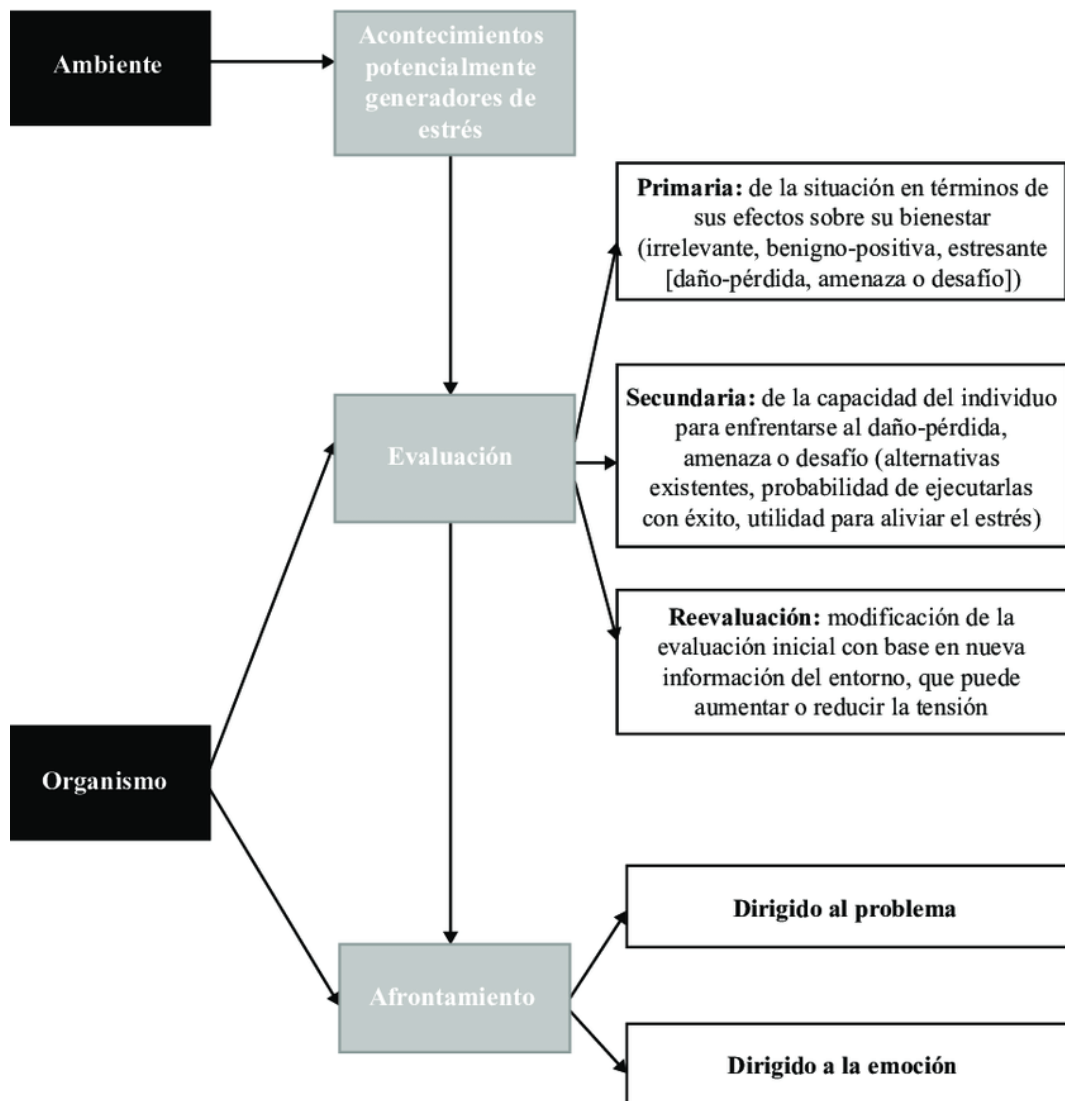 Ambiente
Acontecimientos
potencialmente
generadores de
estrés
Primaria: de la situación en términos de
sus efectos sobre su bienestar
(irrelevante, benigno-positiva, estresante
[daño-pérdida, amenaza o desafío])
Secundaria: de la capacidad del individuo
para enfrentarse al daño-pérdida,
amenaza o desafío (alternativas
existentes, probabilidad de ejecutarlas
con éxito, utilidad para aliviar el estrés)
Evaluación
Reevaluación: modificación de la
evaluación inicial con base en nueva
información del entorno, que puede
aumentar o reducir la tensión
Organismo
Dirigido al problema
Afrontamiento
Dirigido a la emoción